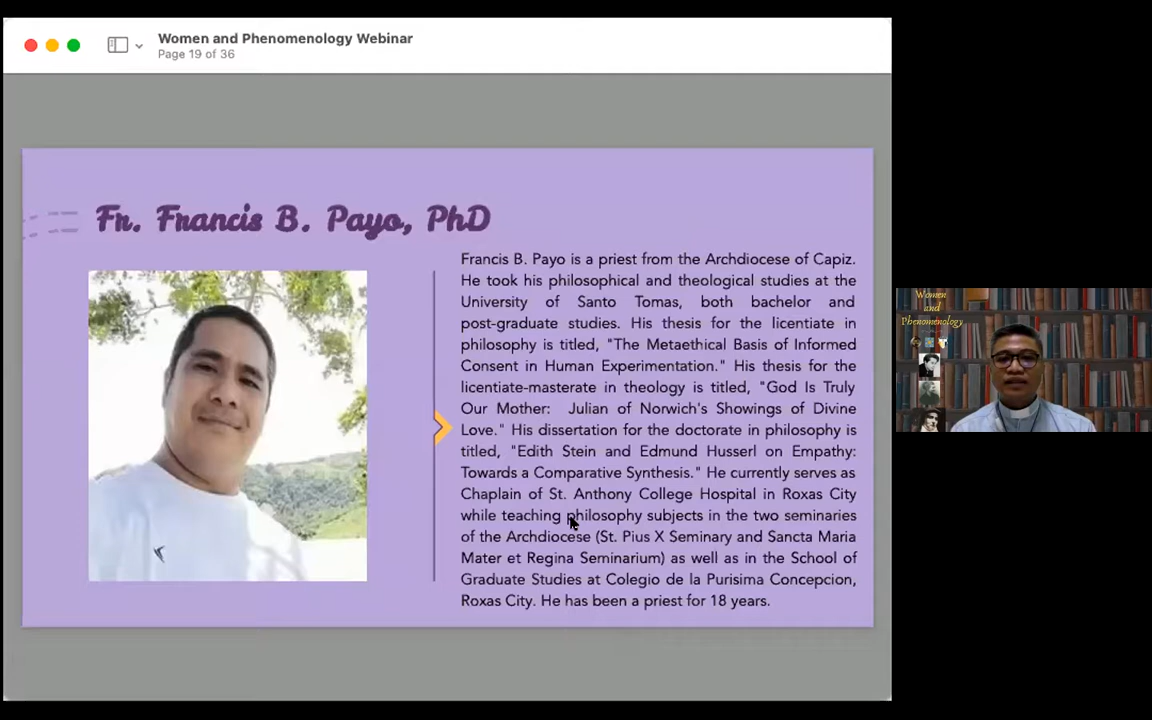 Women and Phenomenology Webinar
Page 19 of 36
Fr. Francis B. Payo, PhD
Francis B. Payo is a priest from the Archdiocese of Capiz.
He took his philosophical and theological studies at the
University of Santo Tomas, both bachelor and
post-graduate studies. His thesis for the licentiate in
philosophy is titled, "The Metaethical Basis of Informed
Consent in Human Experimentation." His thesis for the
licentiate-masterate in theology is titled, "God Is Truly
Our Mother: Julian of Norwich's Showings of Divine
Love." His dissertation for the doctorate in philosophy is
titled, "Edith Stein and Edmund Husserl on Empathy:
Towards a Comparative Synthesis." He currently serves as
Chaplain of St. Anthony College Hospital in Roxas City
while teaching philosophy subjects in the two seminaries
of the Archdiocese (St. Pius X Seminary and Sancta Maria
Mater et Regina Seminarium) as well as in the School of
Graduate Studies at Colegio de la Purisima Concepcion,
Roxas City. He has been a priest for 18 years.
Women
and
Phenomenology